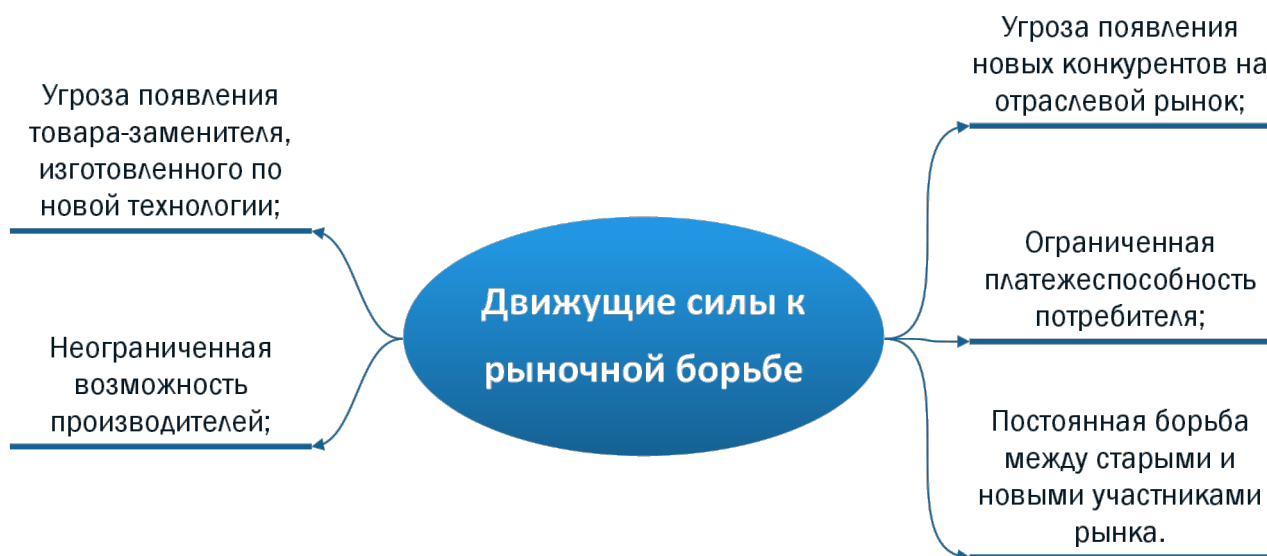 Угроза появления
новых конкурентов на
отраслевой рынок;
Угроза появления
товара-заменителя,
изготовленного по
новой технологии;
Движущие силы к
рыночной борьбе
Ограниченная
платежеспособность
потребителя;
Неограниченная
возможность
производителей;
Постоянная борьба
между старыми и
новыми участниками
рынка.